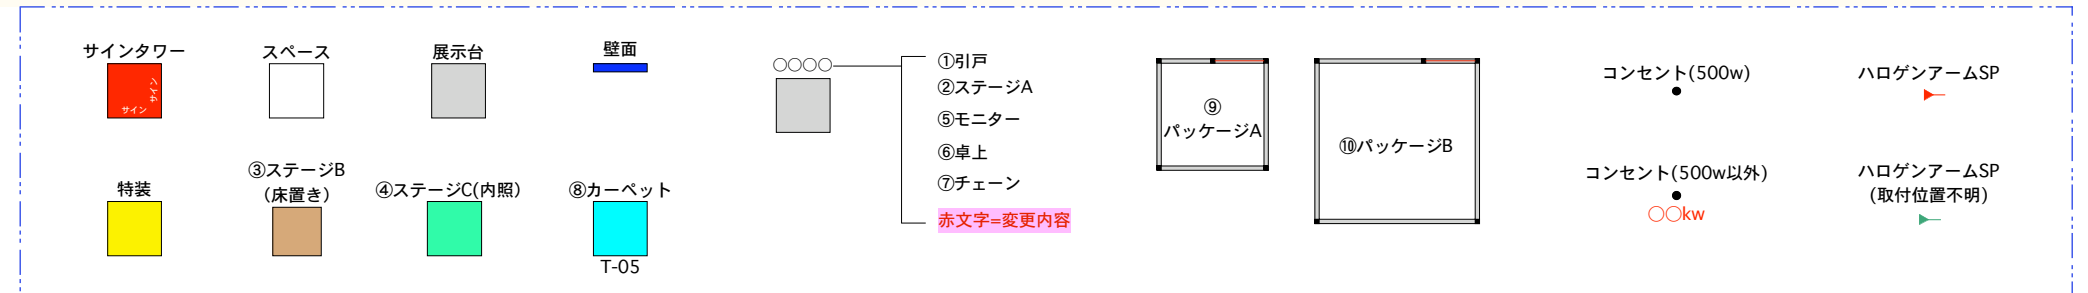 サインタワー
サイン
サイン
スペース
展示台
壁面
特装
③ステージB
(床置き)
④ステージC(内照)
⑧カーペット
T-05
○○○○
①引戸
②ステージA
⑤モニター
⑥卓上
⑦チェーン
赤文字=変更内容
⑨
パッケージA
⑩パッケージB
コンセント(500w)
コンセント(500w以外)
○○kw
ハロゲンアームSP
ハロゲンアームSP
(取付位置不明)